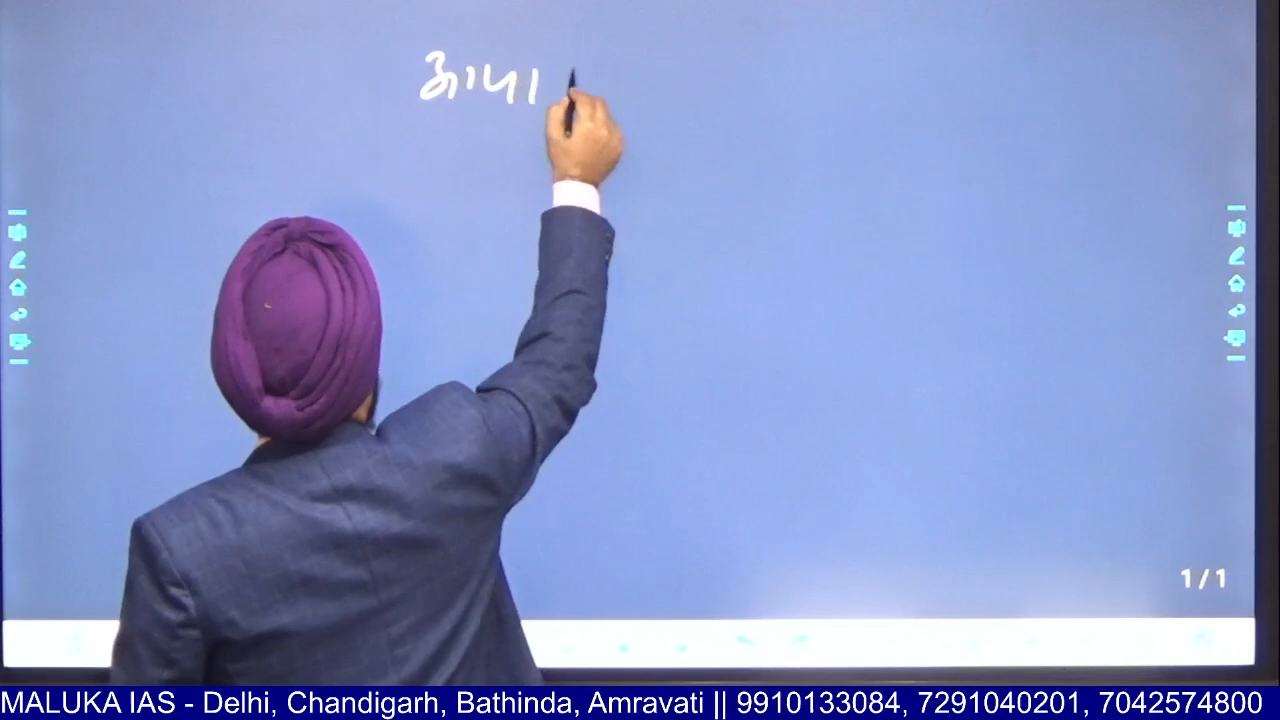 1/1
MALUKA IAS - Delhi, Chandigarh, Bathinda, Amravati || 9910133084, 7291040201, 7042574800